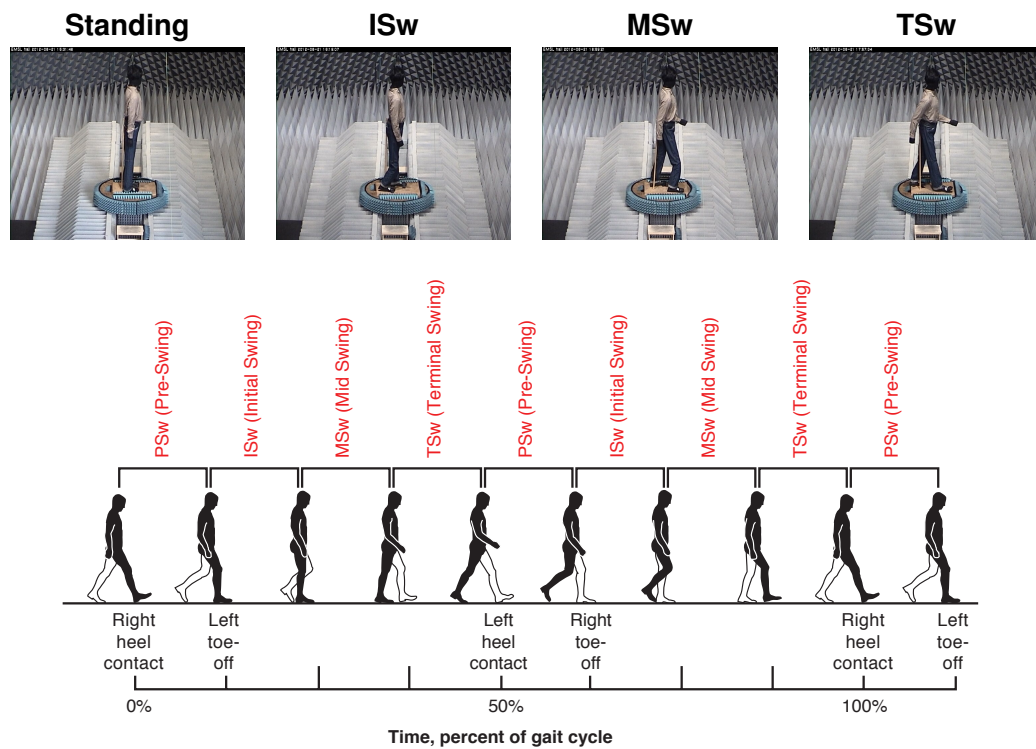 Standing
ISw
MSw
TSw
PSw (Pre-Swing)
ISw (Initial Swing)
MSw (Mid Swing)
TSw (Terminal Swing)
PSw (Pre-Swing)
ISw (Initial Swing)
MSw (Mid Swing)
TSw (Terminal Swing)
PSw (Pre-Swing)
Right
heel
contact
Left
toe-
off
Left
heel
contact
Right
toe-
off
Right
heel
contact
Left
toe-
off
0%
50%
100%
Time, percent of gait cycle